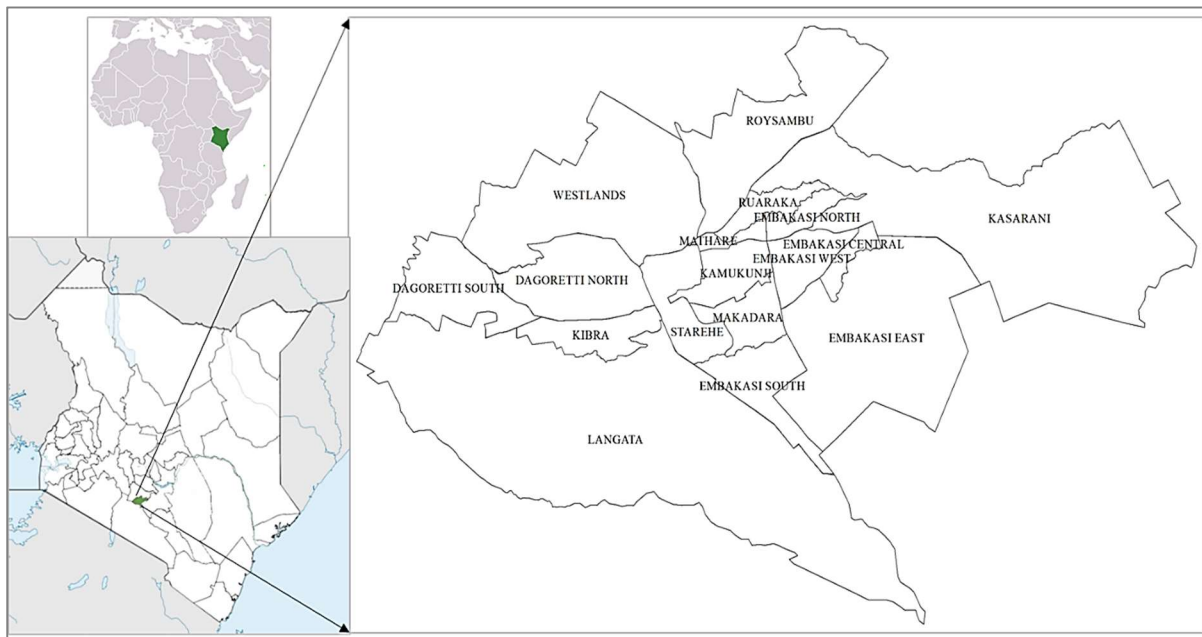 ROYSAMBU
WESTLANDS
RUARAKA
EMBAKASI NORTH
KASARANI
MATHARE
EMBAKASI CENTRAL
EMBAKASI WEST
KAMUKUNJI
DAGORETTI NORTH
DAGORETTI SOUTH
MAKADARA
STAREHE
KIBRA
EMBAKASI EAST
EMBAKASI SOUTH
LANGATA